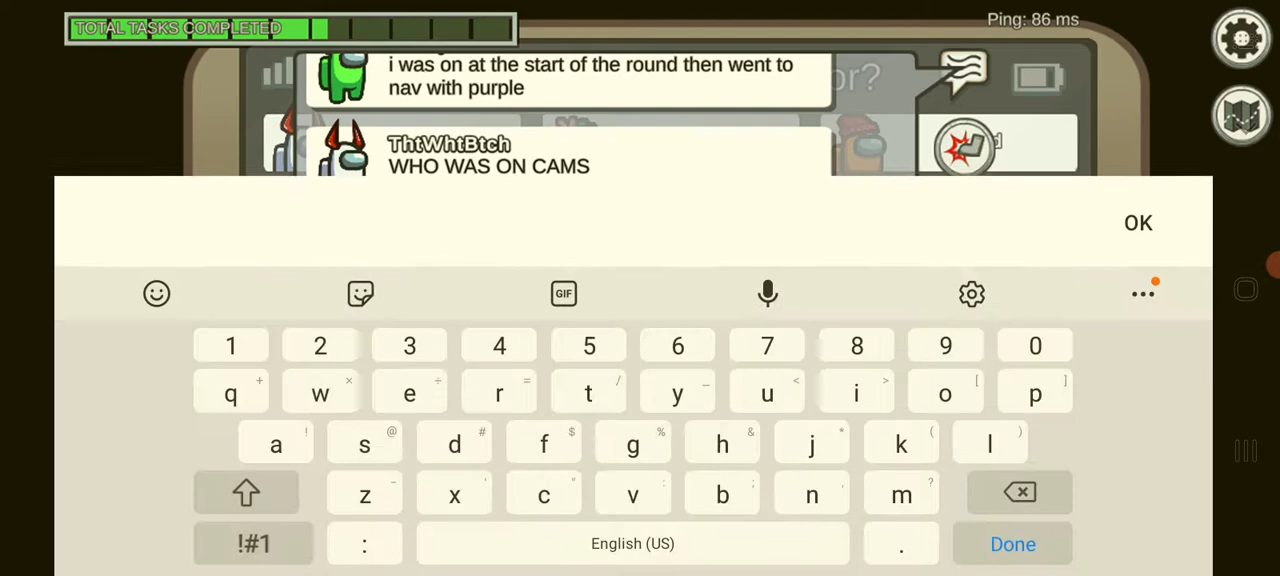 TOTAL TASKS COMPLETED
Ping: 86 ms
i was on at the start of the round then went to
nav with purple
or?
ThtWhtBtch
WHO WAS ON CAMS
OK
GIF
1 2 3 4 5 6 7 8 9 0
q + w × e ÷ r = t / y _ u < i > o [ p ]
a ! s @ d # f $ g % h & j * k ( l )
z - x ' c " v : b ; n , m ?
!#1 : English (US) . Done